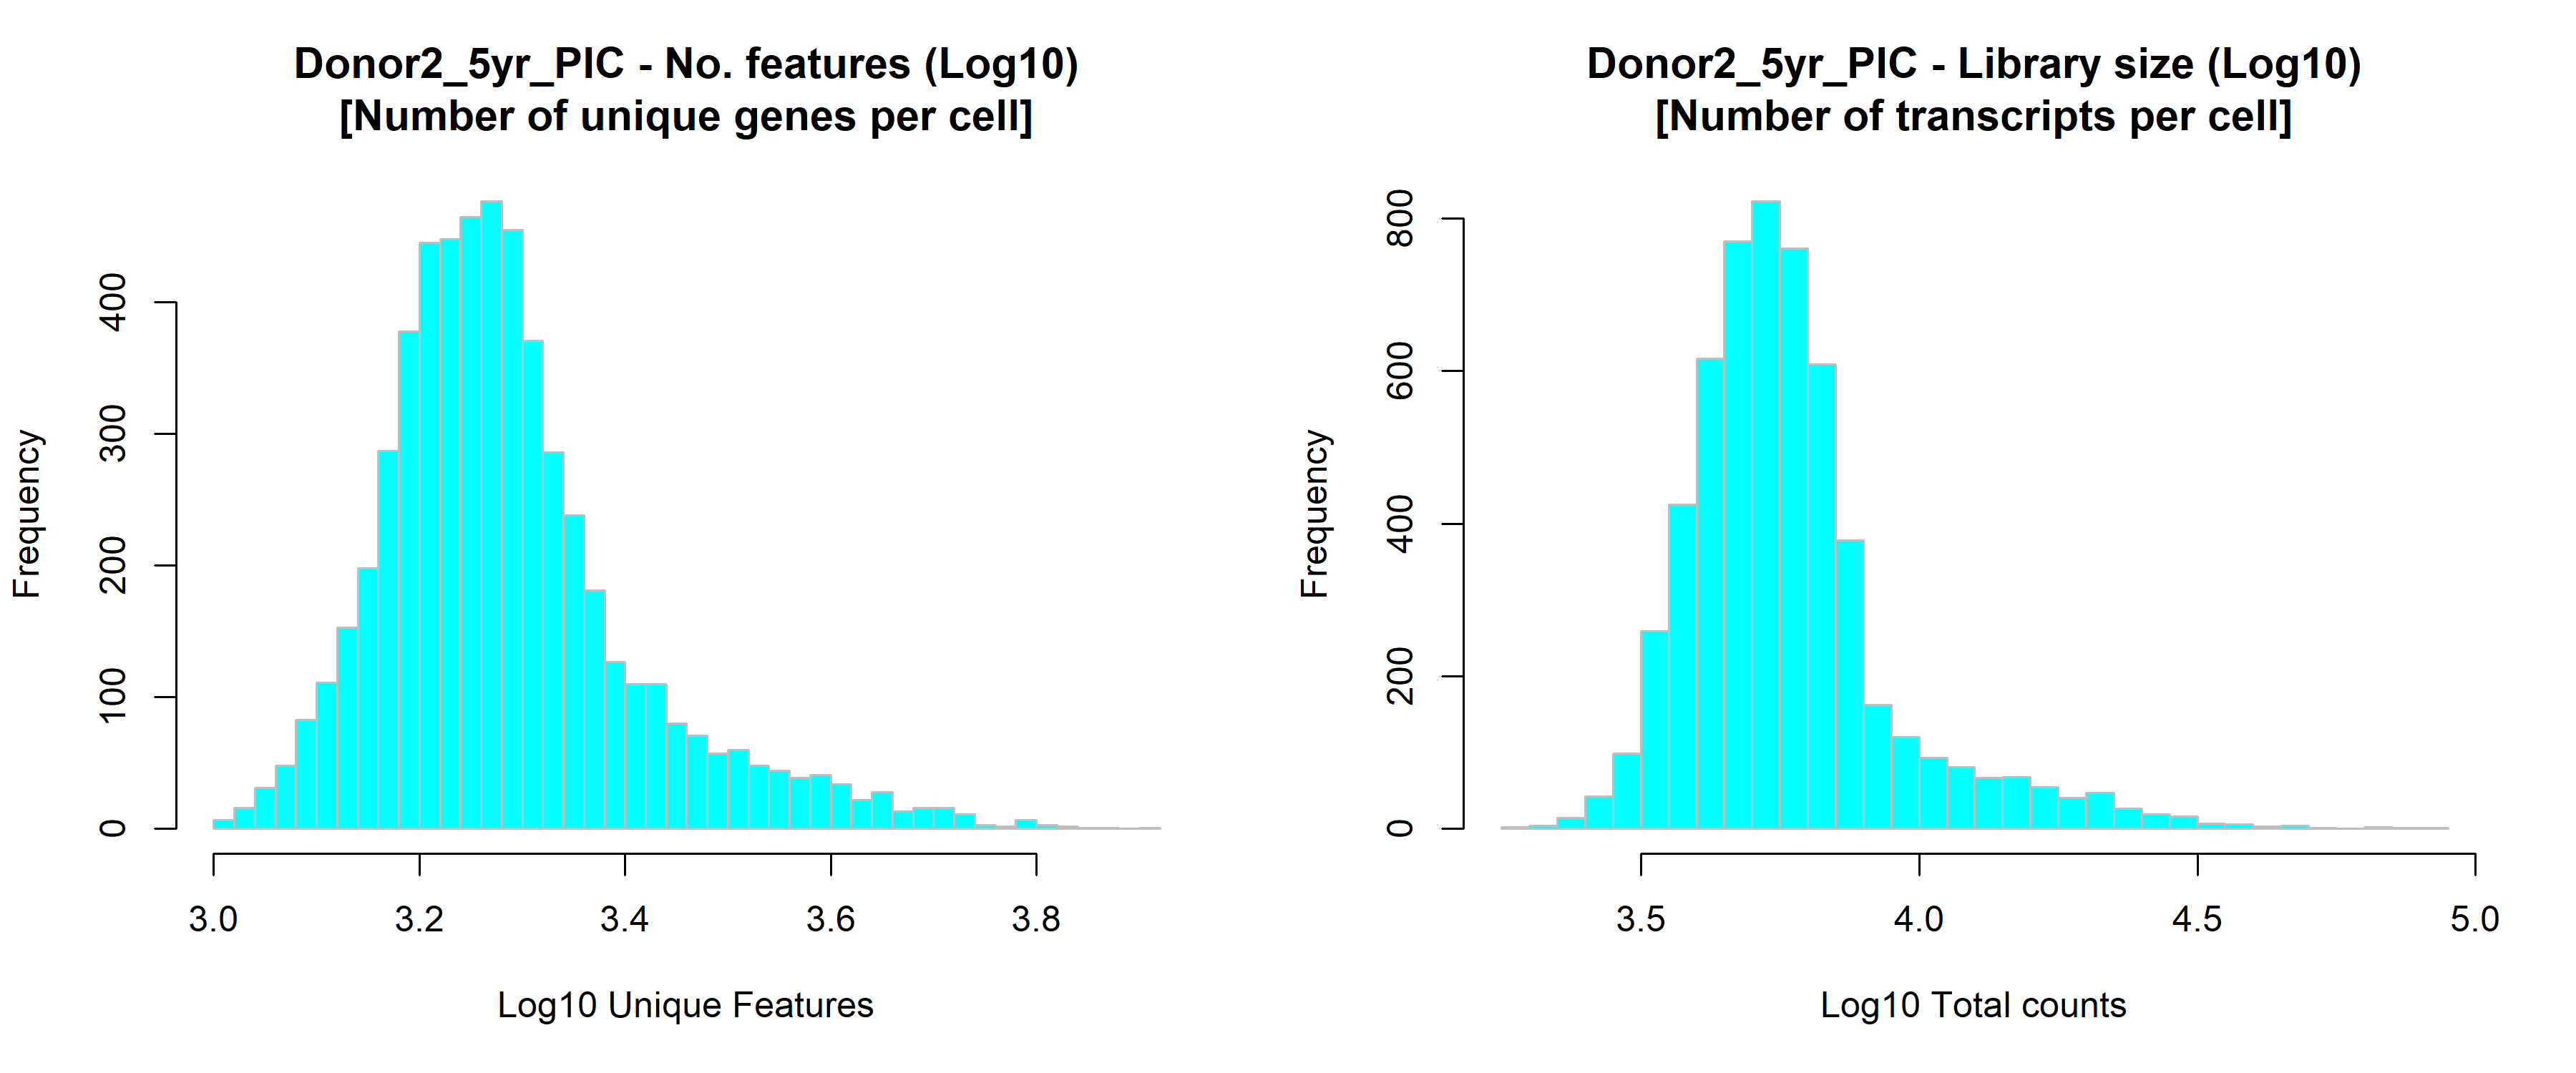 Donor2_5yr_PIC - No. features (Log10)
[Number of unique genes per cell]
Frequency
0
100
200
300
400
3.0 3.2 3.4 3.6 3.8
Log10 Unique Features
Donor2_5yr_PIC - Library size (Log10)
[Number of transcripts per cell]
Frequency
0
200
400
600
800
3.5 4.0 4.5 5.0
Log10 Total counts